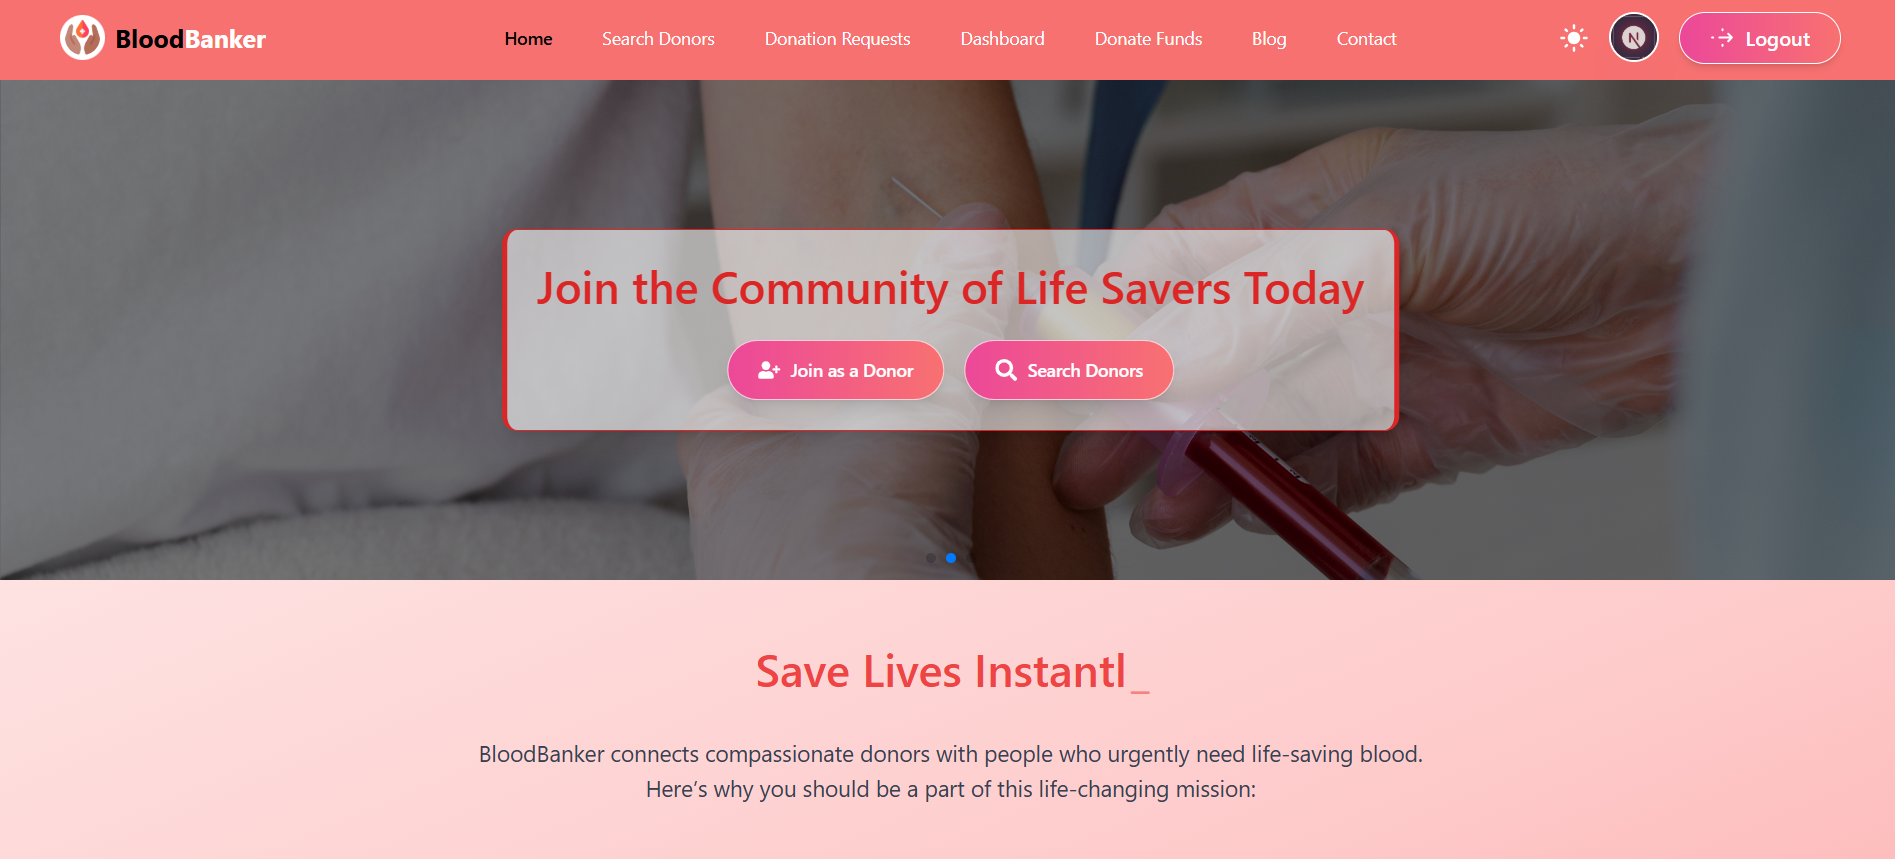 BloodBanker
Home
Search Donors
Donation Requests
Dashboard
Donate Funds
Blog
Contact
N
Logout
Join the Community of Life Savers Today
Join as a Donor
Search Donors
Save Lives Instantl_
BloodBanker connects compassionate donors with people who urgently need life-saving blood.
Here’s why you should be a part of this life-changing mission: